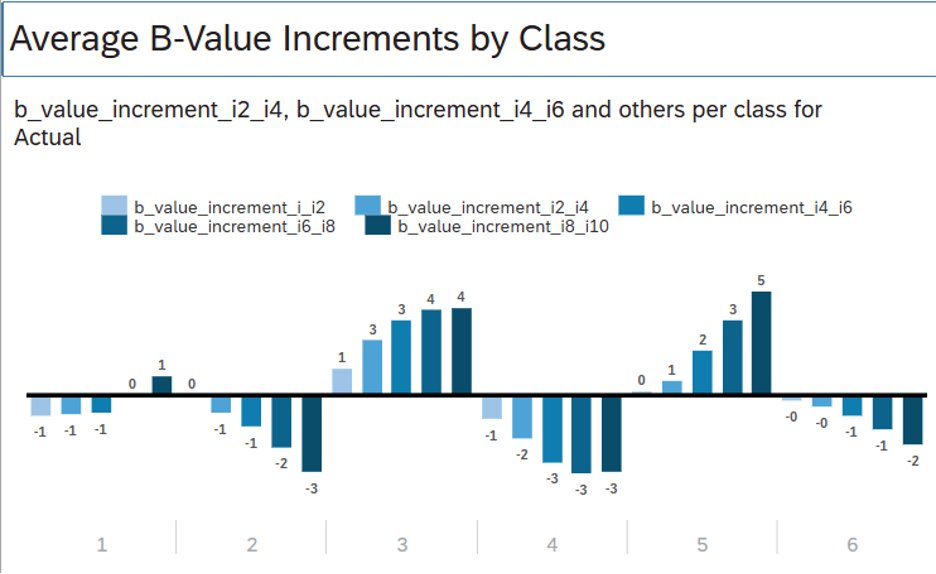 Average B-Value Increments by Class
b_value_increment_i2_i4, b_value_increment_i4_i6 and others per class for
Actual
b_value_increment_i_i2 b_value_increment_i2_i4 b_value_increment_i4_i6
b_value_increment_i6_i8 b_value_increment_i8_i10
-1 -1 -1 0 1
0 -1 -1 -2 -3
1 3 3 4 4
-1 -2 -3 -3 -3
0 1 2 3 5
-0 -0 -1 -1 -2
1 2 3 4 5 6